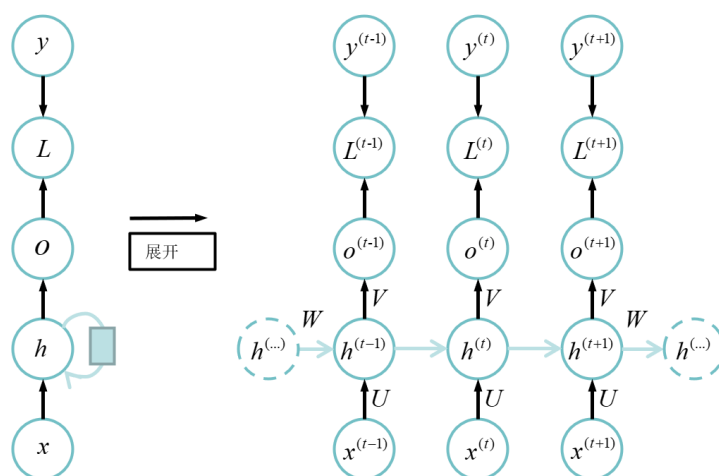 y y^(t-1) y^(t) y^(t+1)
L L^(t-1) L^(t) L^(t+1)
o o^(t-1) o^(t) o^(t+1)
展开
V V V
W W
h h^(...) h^(t-1) h^(t) h^(t+1) h^(...)
U U U
x x^(t-1) x^(t) x^(t+1)